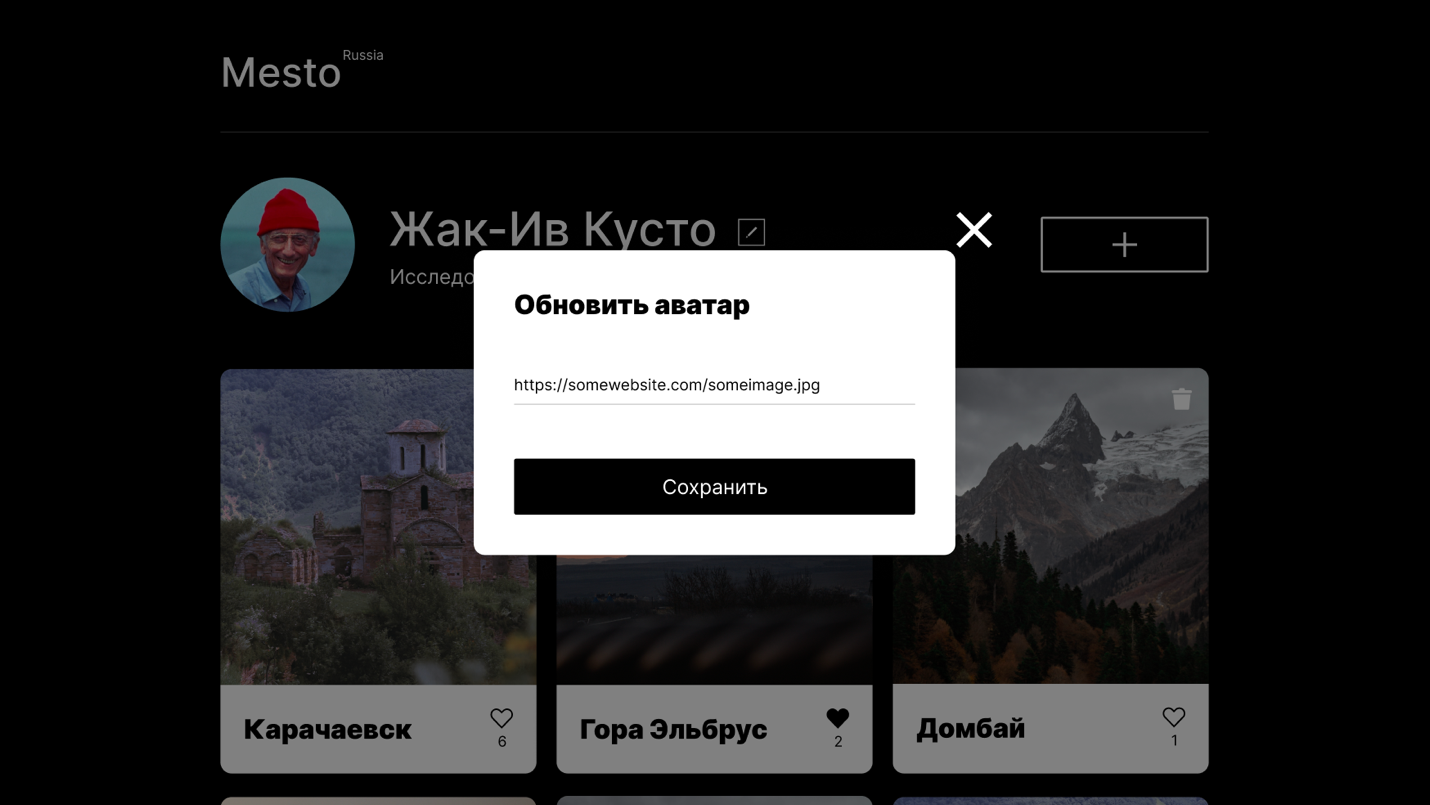 Mesto Russia
Жак-Ив Кусто
Исследо
Обновить аватар
https://somewebsite.com/someimage.jpg
Сохранить
Карачаевск
6
Гора Эльбрус
2
Домбай
1